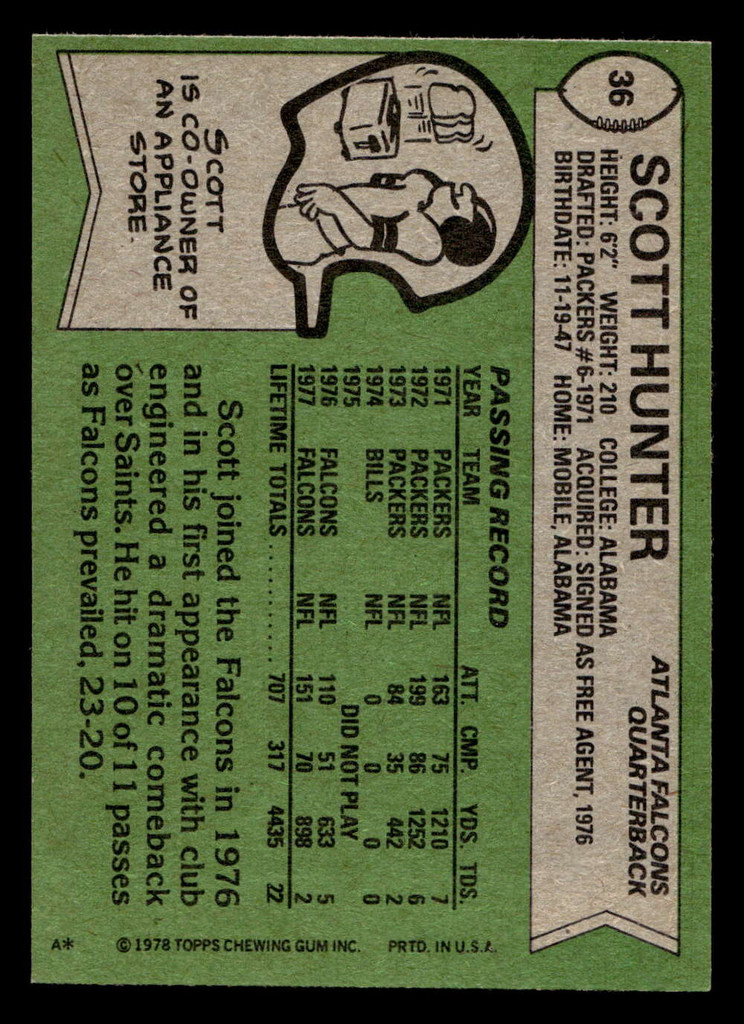 36
SCOTT HUNTER
ATLANTA FALCONS
QUARTERBACK
HEIGHT: 6'2" WEIGHT: 210 COLLEGE: ALABAMA
DRAFTED: PACKERS #6-1971 ACQUIRED: SIGNED AS FREE AGENT, 1976
BIRTHDATE: 11-19-47 HOME: MOBILE, ALABAMA
PASSING RECORD
YEAR TEAM ATT. CMP. YDS. TDS.
1971 PACKERS NFL 163 75 1210 7
1972 PACKERS NFL 199 86 1252 6
1973 PACKERS NFL 84 35 442 2
1974 BILLS NFL 0 0 0 0
1975 DID NOT PLAY
1976 FALCONS NFL 110 51 633 5
1977 FALCONS NFL 151 70 898 2
LIFETIME TOTALS ............ 707 317 4435 22
SCOTT
IS CO-OWNER OF
AN APPLIANCE
STORE.
Scott joined the Falcons in 1976
and in his first appearance with club
engineered a dramatic comeback
over Saints. He hit on 10 of 11 passes
as Falcons prevailed, 23-20.
A* © 1978 TOPPS CHEWING GUM INC. PRTD. IN U.S.A.